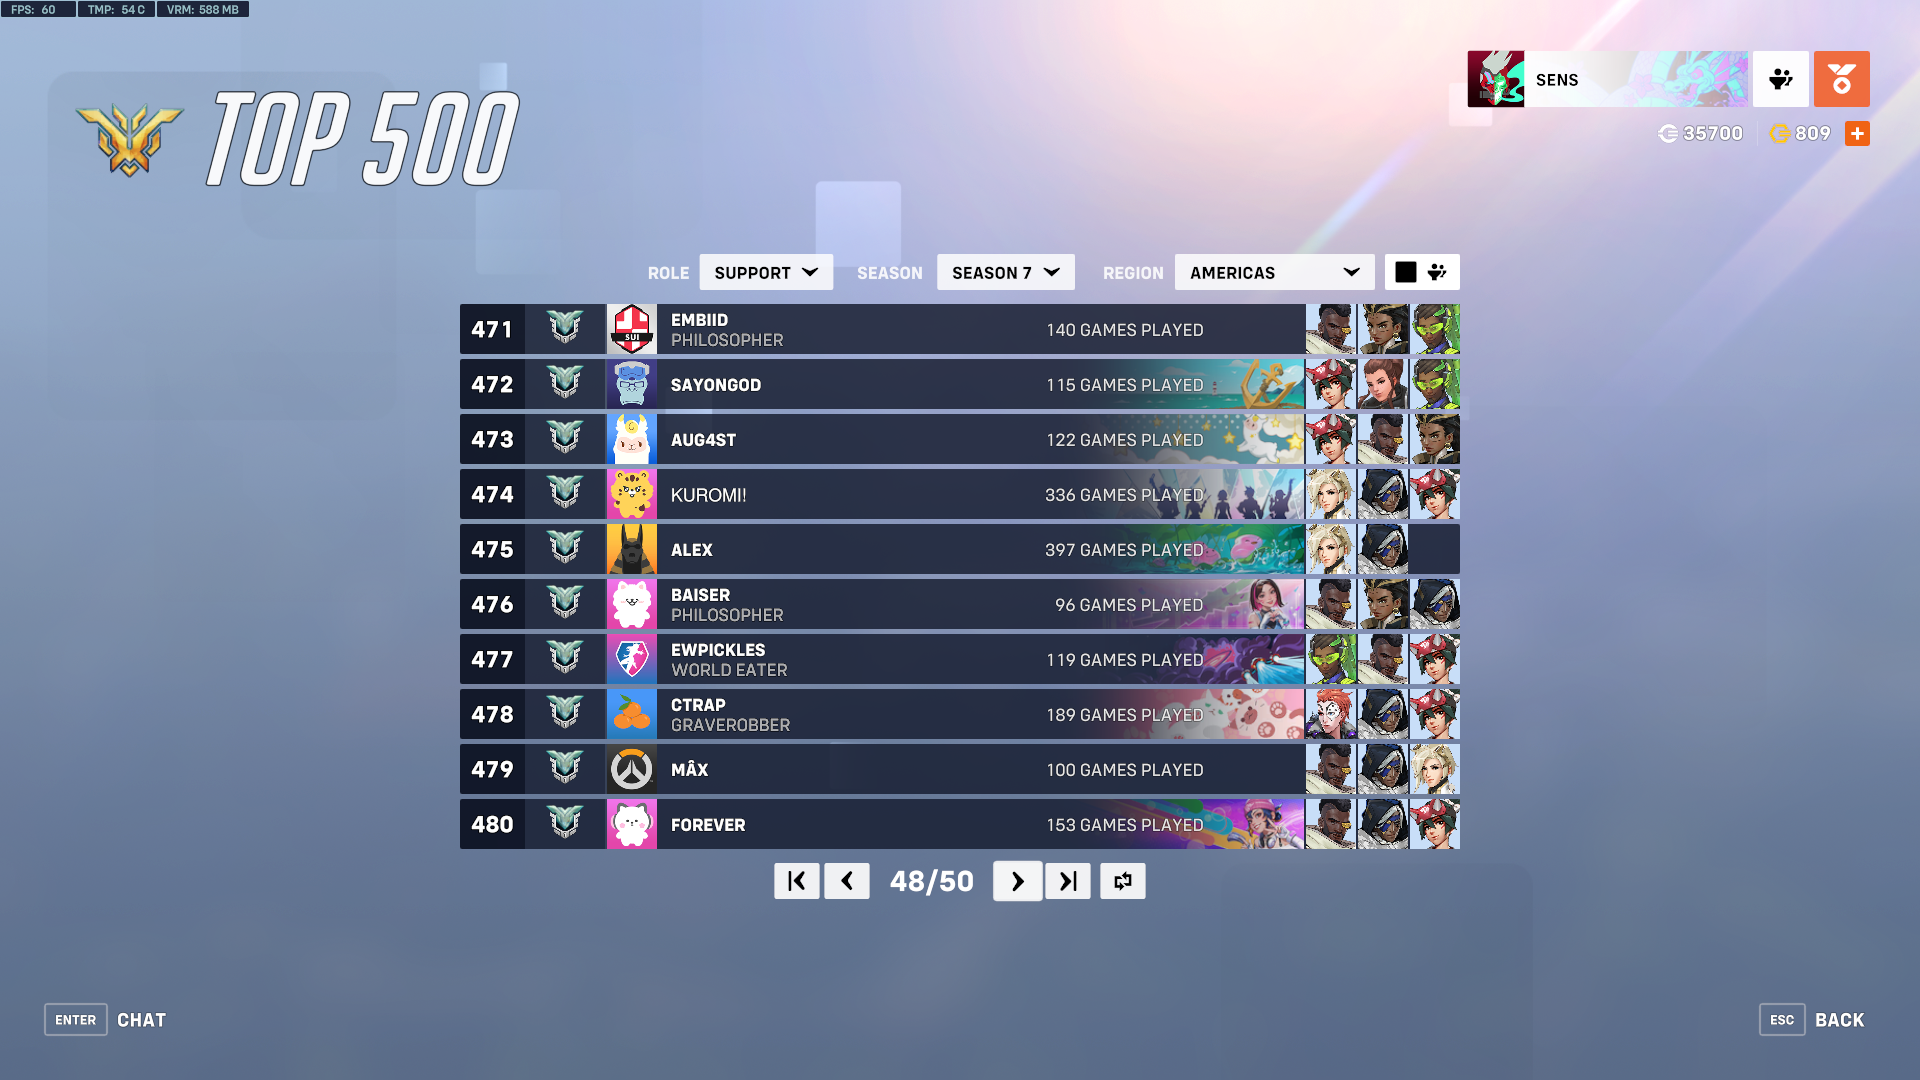 FPS: 60 TMP: 54 C VRM: 588 MB
TOP 500
SENS
35700 809
ROLE SUPPORT SEASON SEASON 7 REGION AMERICAS
471 SUI EMBIID 140 GAMES PLAYED
PHILOSOPHER
472 SAYONGOD 115 GAMES PLAYED
473 AUG4ST 122 GAMES PLAYED
474 KUROMI! 336 GAMES PLAYED
475 ALEX 397 GAMES PLAYED
476 BAISER 96 GAMES PLAYED
PHILOSOPHER
477 EWPICKLES 119 GAMES PLAYED
WORLD EATER
478 CTRAP 189 GAMES PLAYED
GRAVEROBBER
479 MÂX 100 GAMES PLAYED
480 FOREVER 153 GAMES PLAYED
48/50
ENTER CHAT ESC BACK